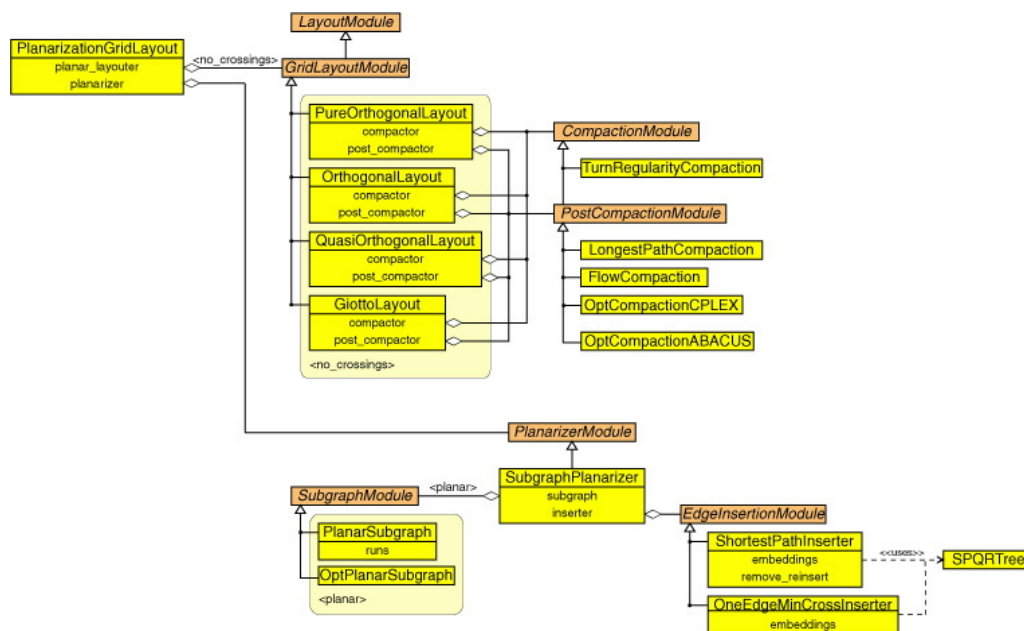 LayoutModule
PlanarizationGridLayout
planar_layouter
planarizer
<no_crossings>
GridLayoutModule
PureOrthogonalLayout
compactor
post_compactor
OrthogonalLayout
compactor
post_compactor
QuasiOrthogonalLayout
compactor
post_compactor
GiottoLayout
compactor
post_compactor
<no_crossings>
CompactionModule
TurnRegularityCompaction
PostCompactionModule
LongestPathCompaction
FlowCompaction
OptCompactionCPLEX
OptCompactionABACUS
PlanarizerModule
SubgraphPlanarizer
subgraph
inserter
<planar>
SubgraphModule
PlanarSubgraph
runs
OptPlanarSubgraph
<planar>
EdgeInsertionModule
ShortestPathInserter
embeddings
remove_reinsert
<<uses>>
SPQRTree
OneEdgeMinCrossInserter
embeddings